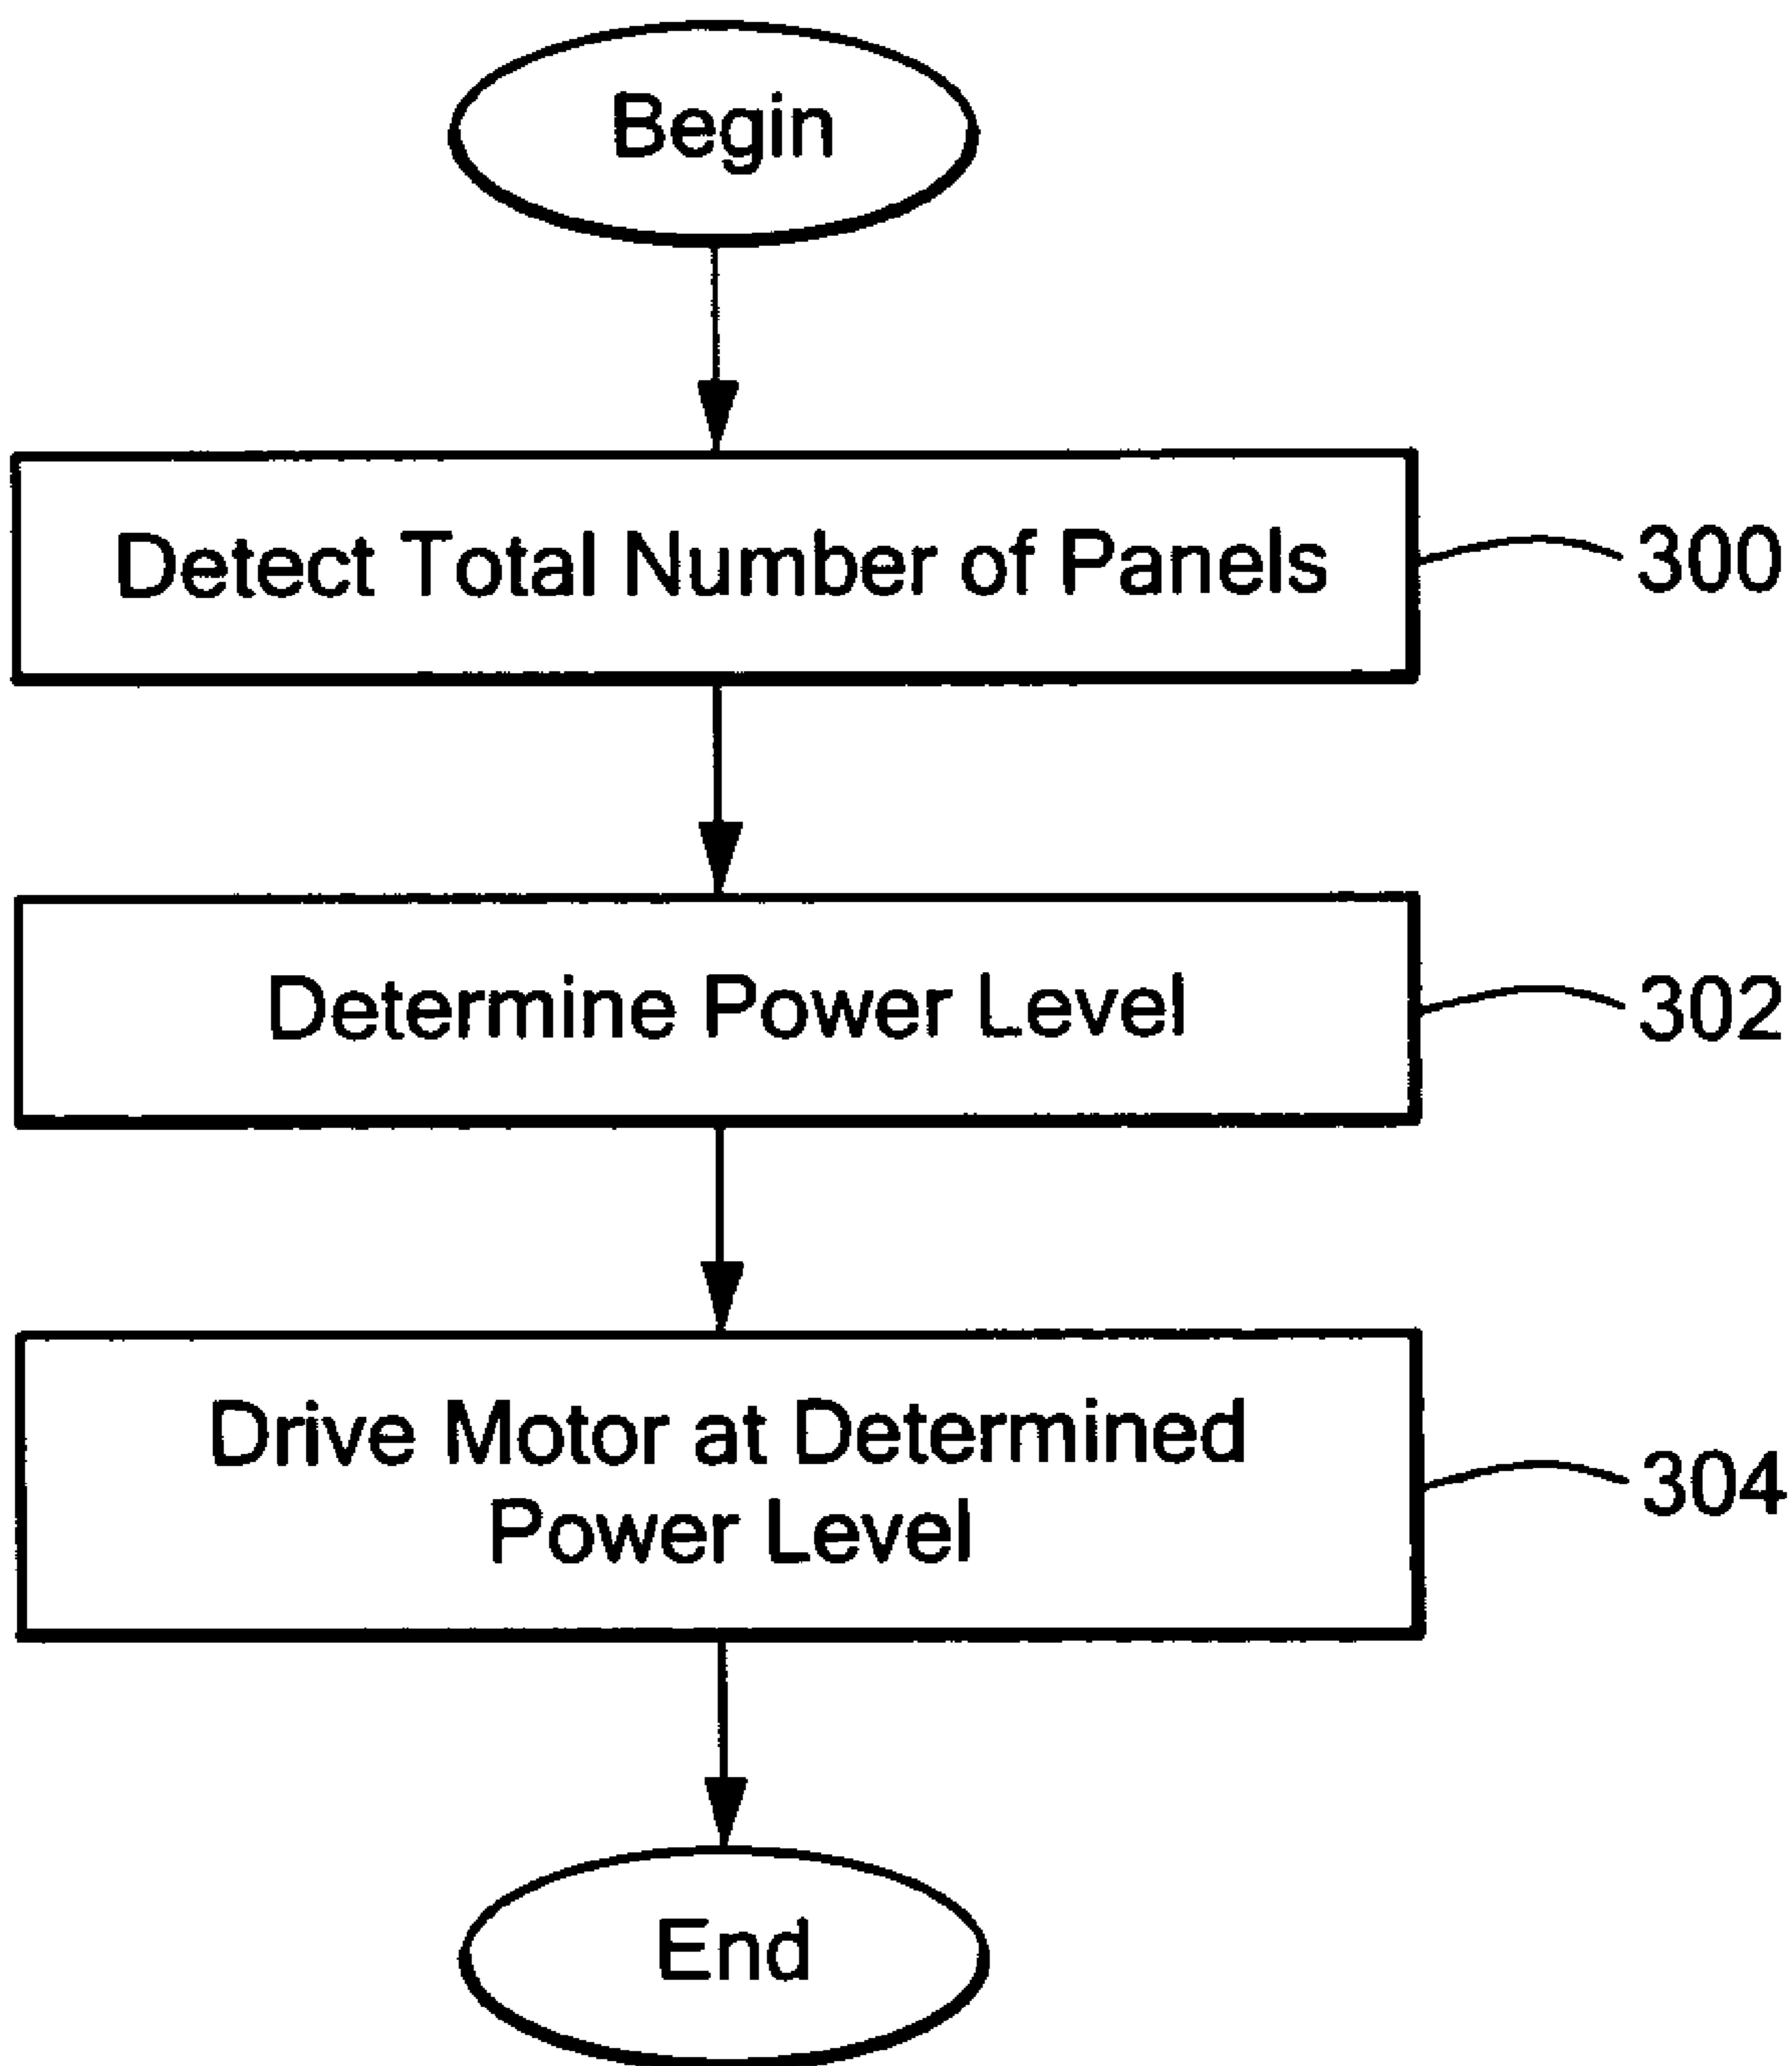 Begin
Detect Total Number of Panels
300
Determine Power Level
302
Drive Motor at Determined
Power Level
304
End